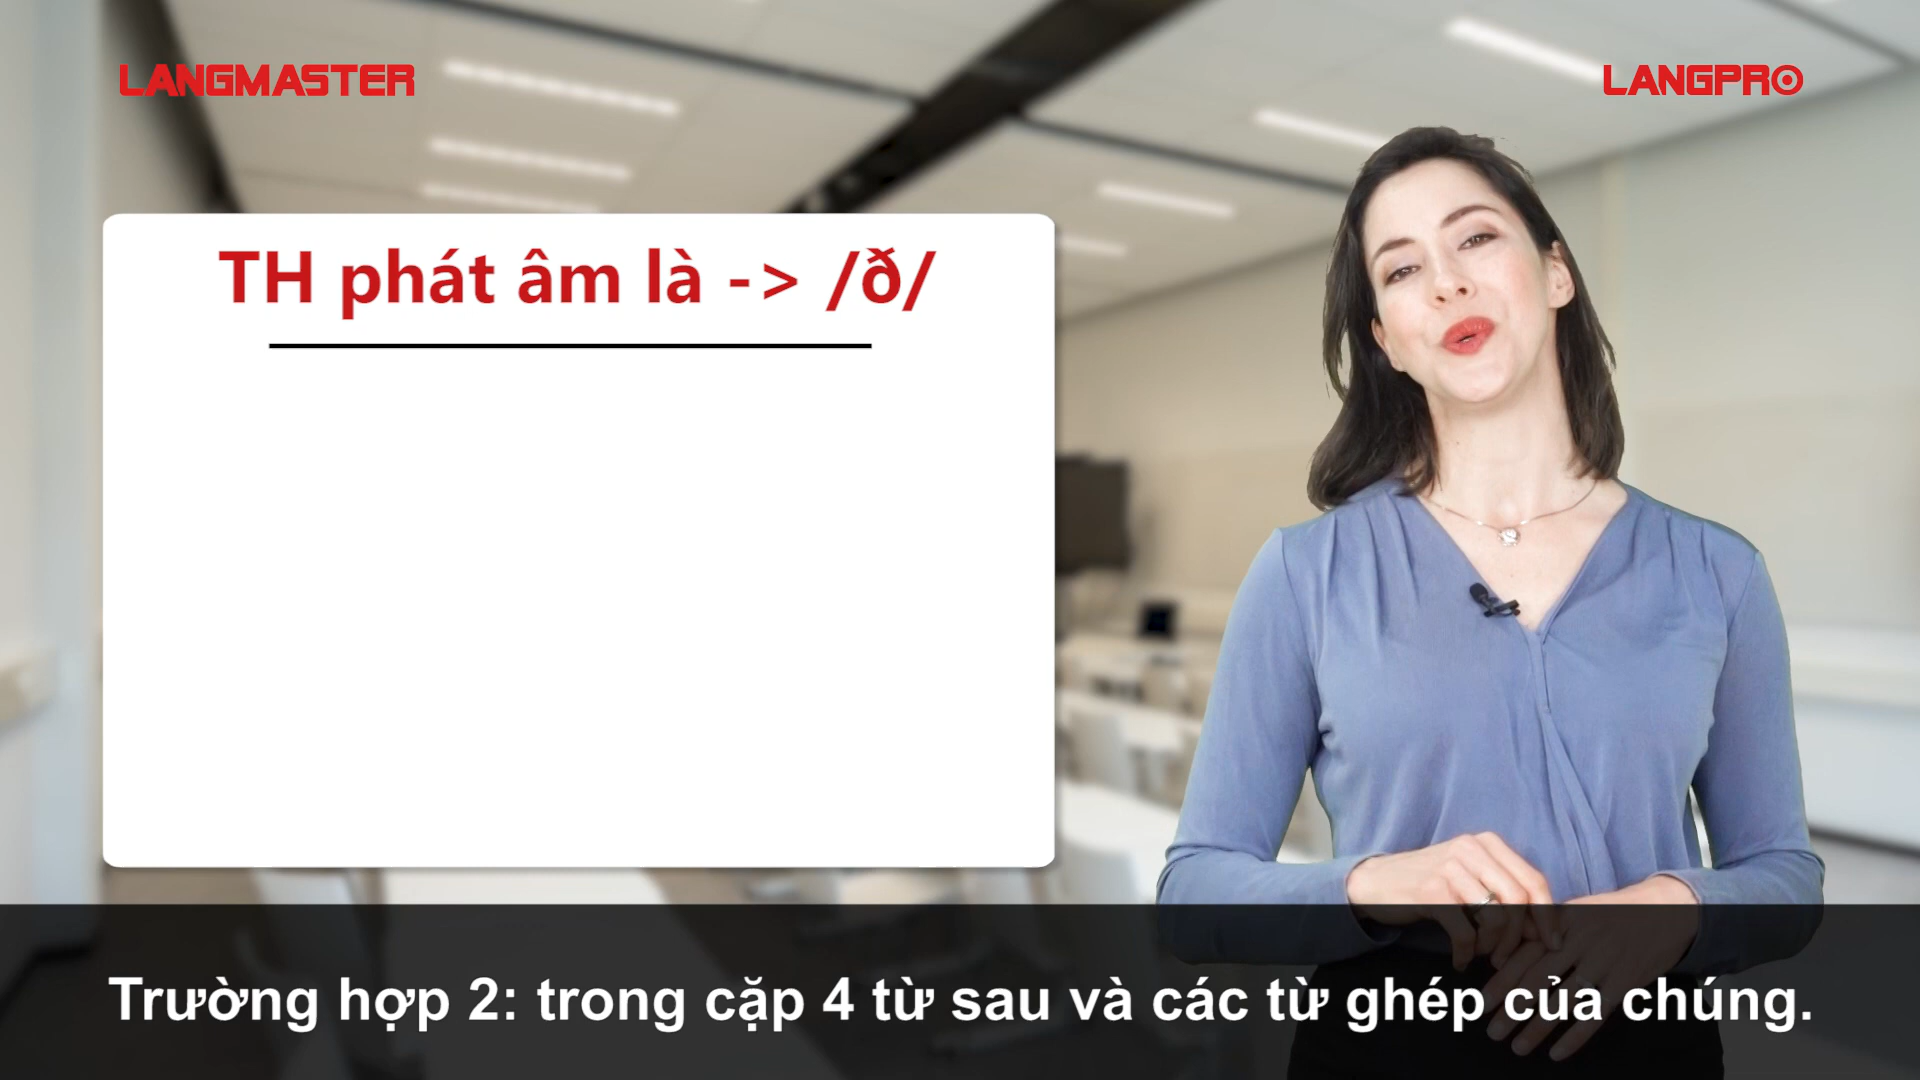 LANGMASTER
LANGPRO
TH phát âm là -> /ð/
Trường hợp 2: trong cặp 4 từ sau và các từ ghép của chúng.